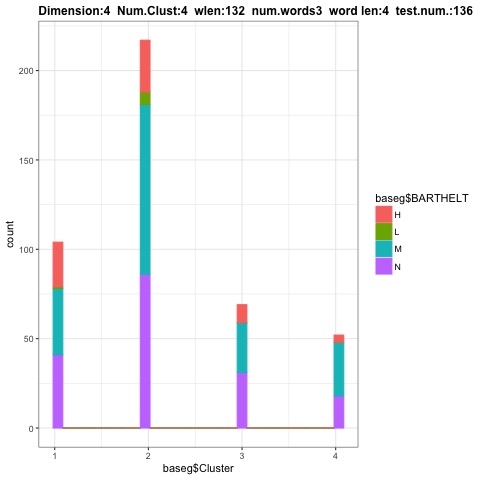 Dimension:4 Num.Clust:4 wlen:132 num.words3 word len:4 test.num.:136
200
150
100
50
0
count
1 2 3 4
baseg$Cluster
baseg$BARTHELT
H
L
M
N